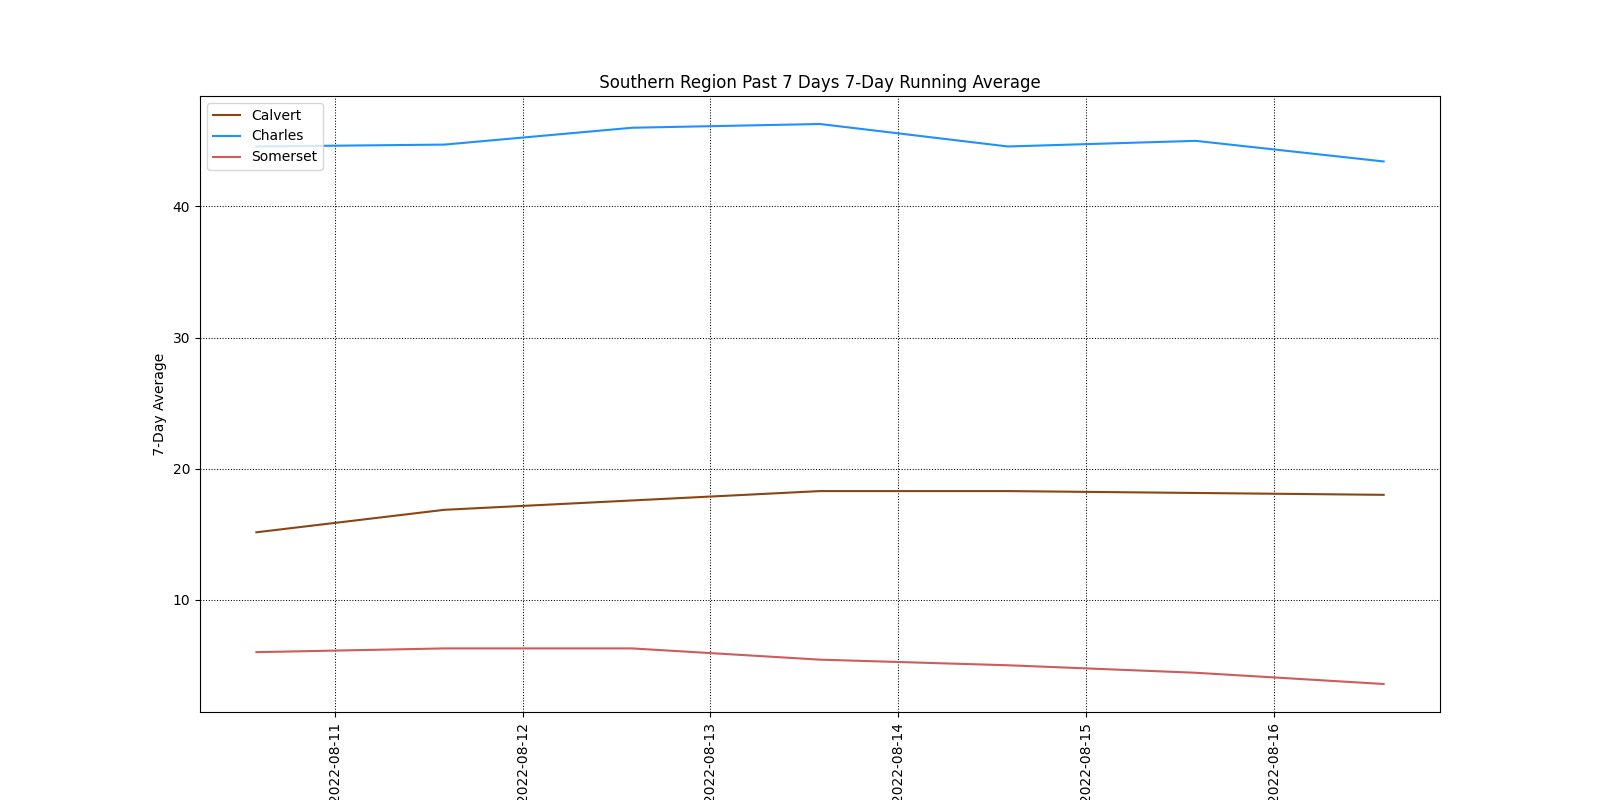 Southern Region Past 7 Days 7-Day Running Average
Calvert
Charles
Somerset
40
30
20
10
7-Day Average
2022-08-11
2022-08-12
2022-08-13
2022-08-14
2022-08-15
2022-08-16